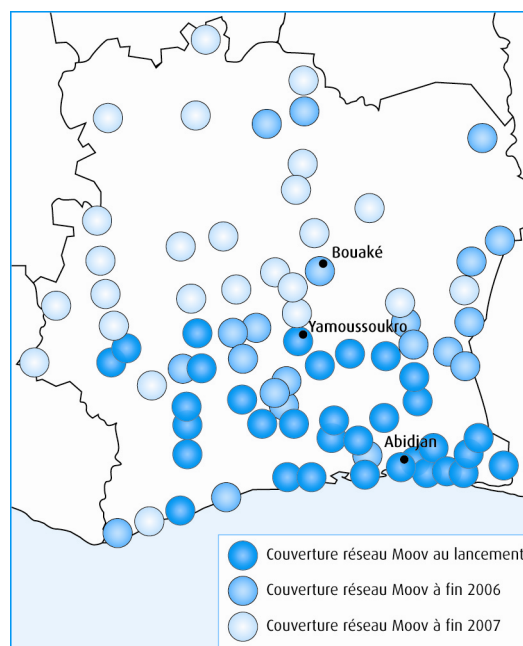 Bouaké
Yamoussoukro
Abidjan
Couverture réseau Moov au lancement
Couverture réseau Moov à fin 2006
Couverture réseau Moov à fin 2007